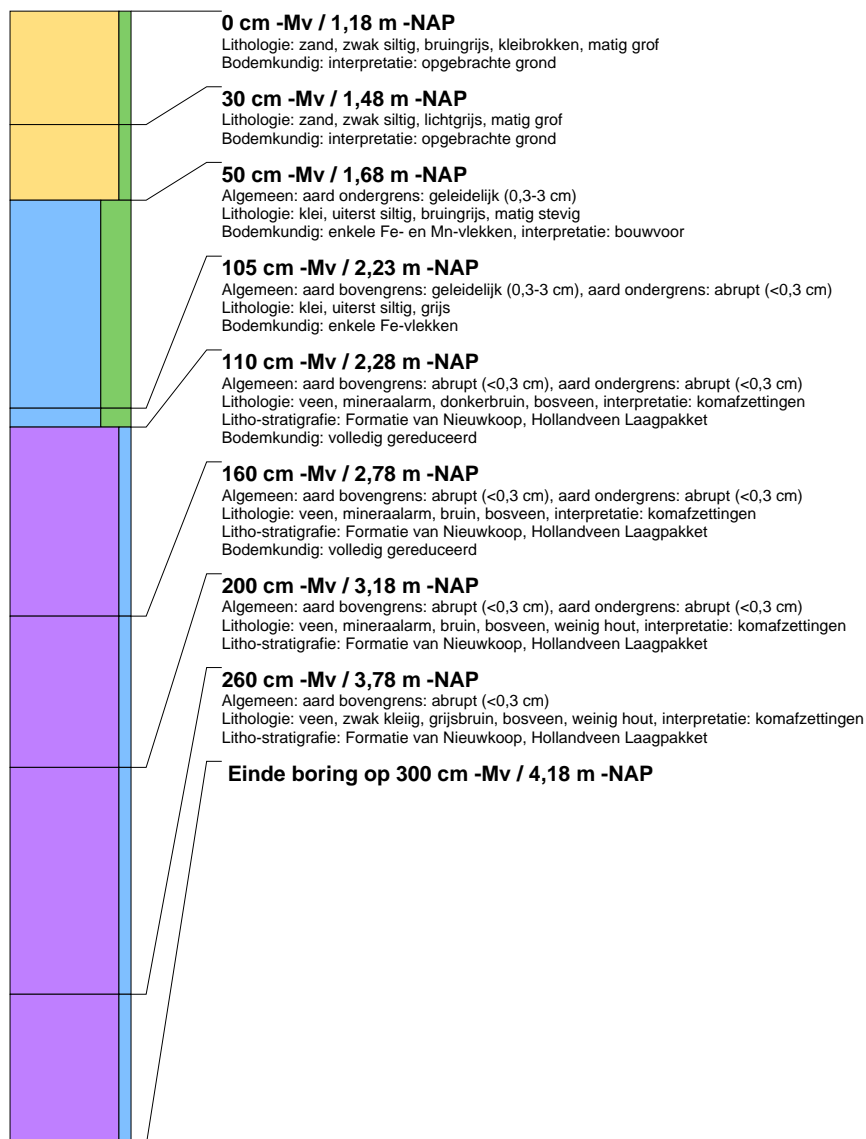 0 cm -Mv / 1,18 m -NAP
Lithologie: zand, zwak siltig, bruingrijs, kleibrokken, matig grof
Bodemkundig: interpretatie: opgebrachte grond
30 cm -Mv / 1,48 m -NAP
Lithologie: zand, zwak siltig, lichtgrijs, matig grof
Bodemkundig: interpretatie: opgebrachte grond
50 cm -Mv / 1,68 m -NAP
Algemeen: aard ondergrens: geleidelijk (0,3-3 cm)
Lithologie: klei, uiterst siltig, bruingrijs, matig stevig
Bodemkundig: enkele Fe- en Mn-vlekken, interpretatie: bouwvoor
105 cm -Mv / 2,23 m -NAP
Algemeen: aard bovengrens: geleidelijk (0,3-3 cm), aard ondergrens: abrupt (<0,3 cm)
Lithologie: klei, uiterst siltig, grijs
Bodemkundig: enkele Fe-vlekken
110 cm -Mv / 2,28 m -NAP
Algemeen: aard bovengrens: abrupt (<0,3 cm), aard ondergrens: abrupt (<0,3 cm)
Lithologie: veen, mineraalarm, donkerbruin, bosveen, interpretatie: komafzettingen
Litho-stratigrafie: Formatie van Nieuwkoop, Hollandveen Laagpakket
Bodemkundig: volledig gereduceerd
160 cm -Mv / 2,78 m -NAP
Algemeen: aard bovengrens: abrupt (<0,3 cm), aard ondergrens: abrupt (<0,3 cm)
Lithologie: veen, mineraalarm, bruin, bosveen, interpretatie: komafzettingen
Litho-stratigrafie: Formatie van Nieuwkoop, Hollandveen Laagpakket
Bodemkundig: volledig gereduceerd
200 cm -Mv / 3,18 m -NAP
Algemeen: aard bovengrens: abrupt (<0,3 cm), aard ondergrens: abrupt (<0,3 cm)
Lithologie: veen, mineraalarm, bruin, bosveen, weinig hout, interpretatie: komafzettingen
Litho-stratigrafie: Formatie van Nieuwkoop, Hollandveen Laagpakket
260 cm -Mv / 3,78 m -NAP
Algemeen: aard bovengrens: abrupt (<0,3 cm)
Lithologie: veen, zwak kleiig, grijsbruin, bosveen, weinig hout, interpretatie: komafzettingen
Litho-stratigrafie: Formatie van Nieuwkoop, Hollandveen Laagpakket
Einde boring op 300 cm -Mv / 4,18 m -NAP